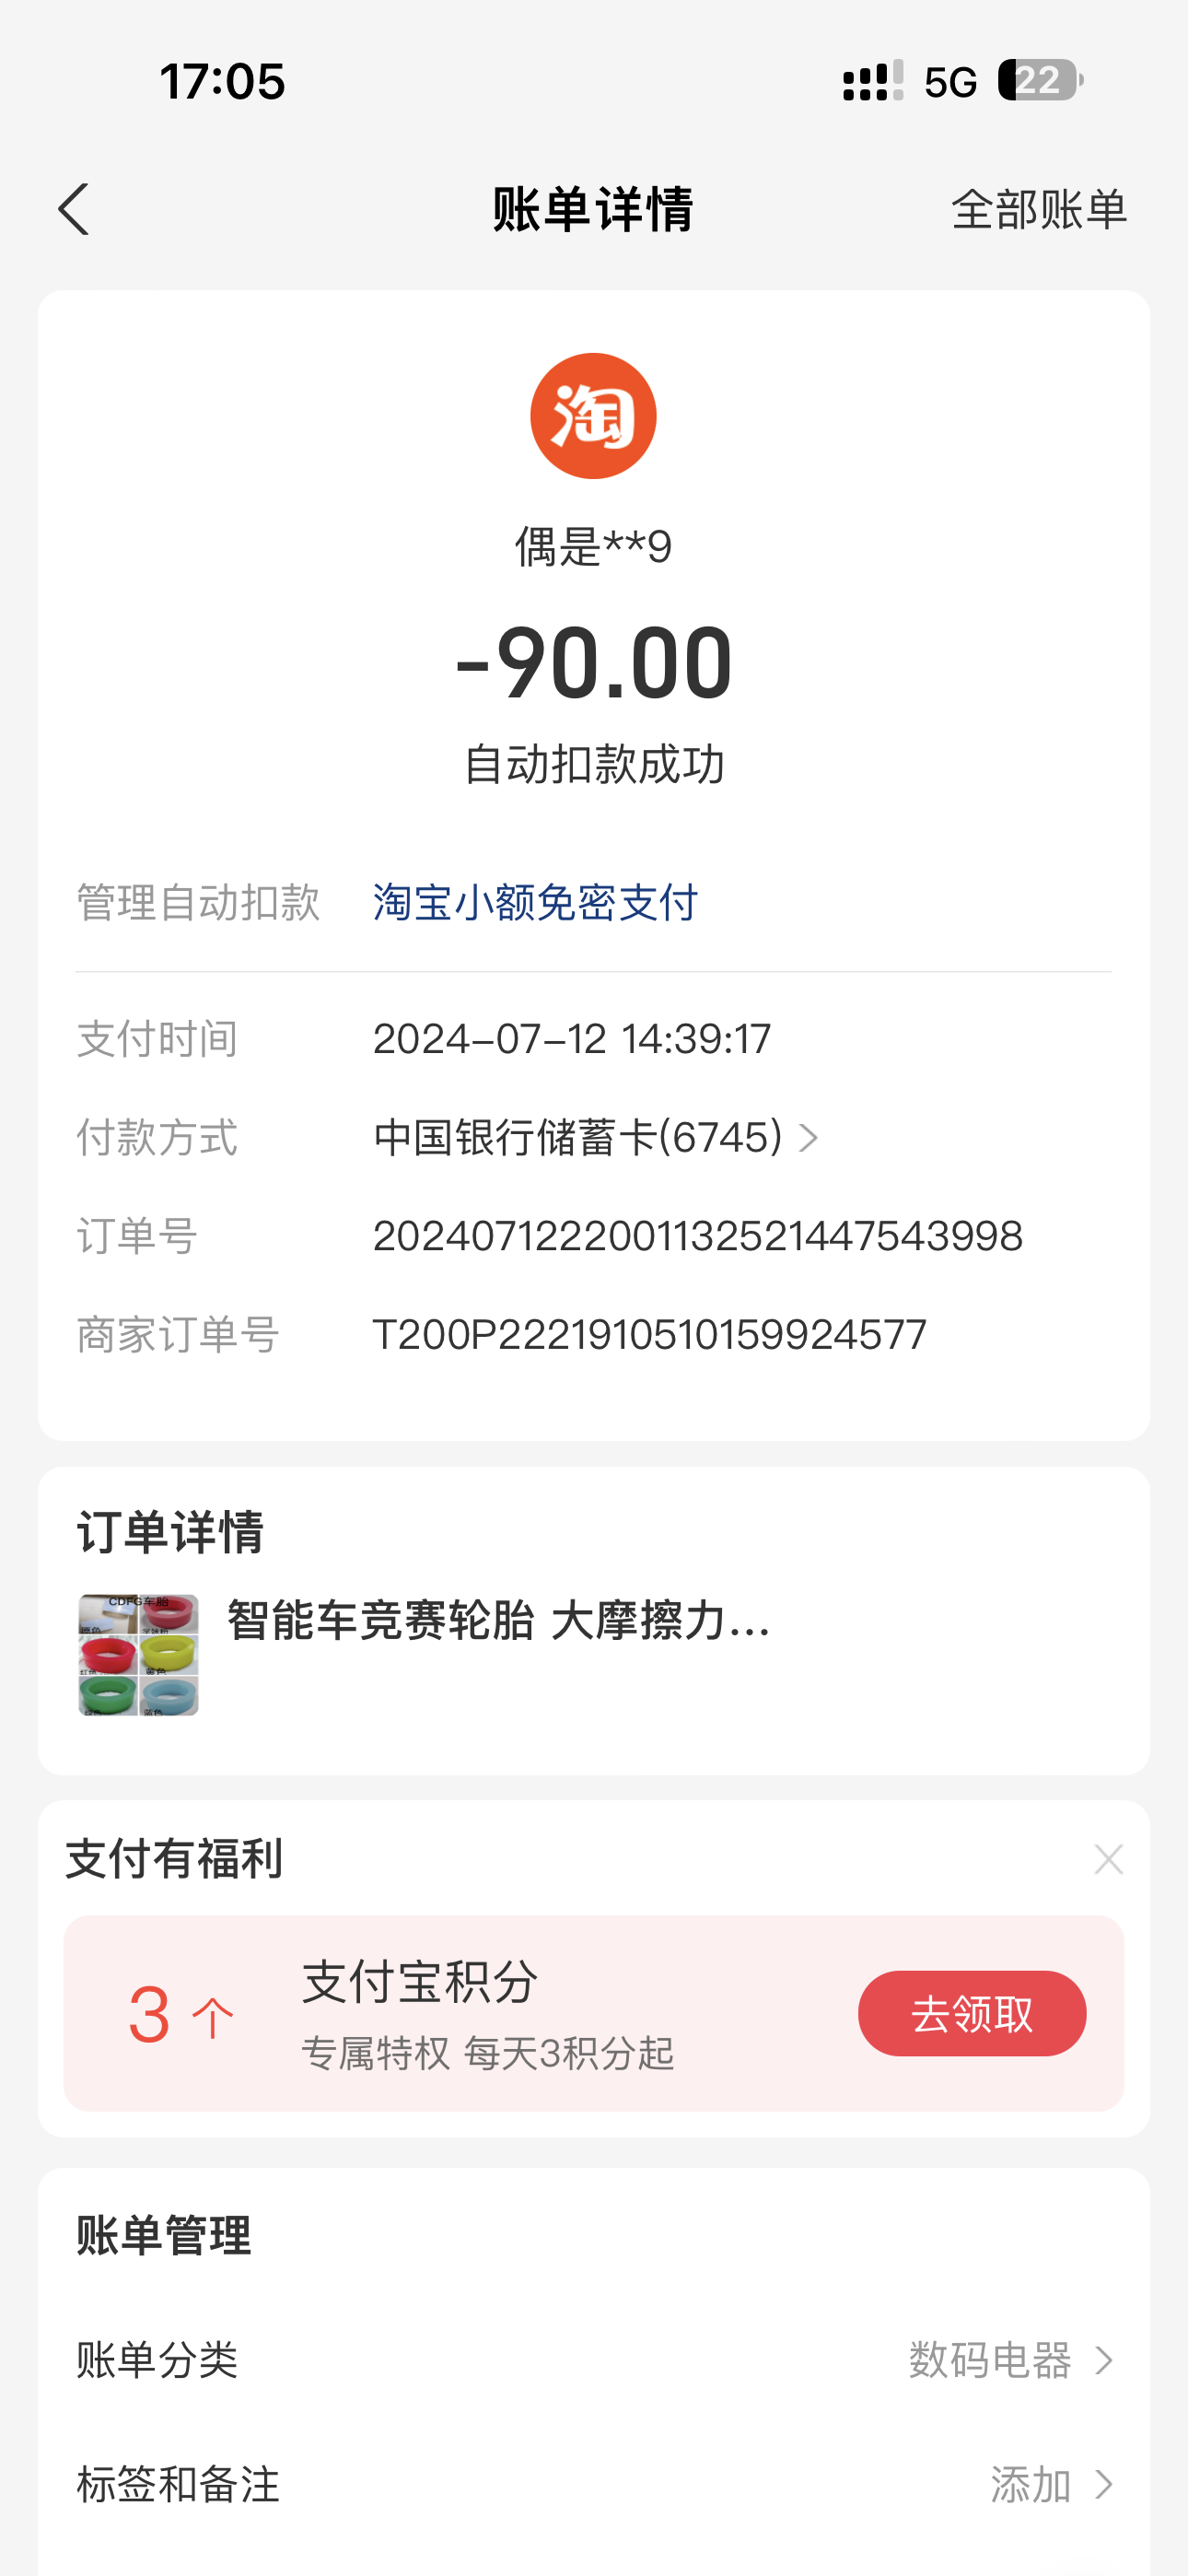 17:05
5G 22
账单详情
全部账单
淘
偶是**9
-90.00
自动扣款成功
管理自动扣款 淘宝小额免密支付
支付时间 2024-07-12 14:39:17
付款方式 中国银行储蓄卡(6745)
订单号 2024071222001132521447543998
商家订单号 T200P2221910510159924577
订单详情
CDFG车胎
智能车竞赛轮胎 大摩擦力...
支付有福利
3 个
支付宝积分
专属特权 每天3积分起
去领取
账单管理
账单分类 数码电器
标签和备注 添加